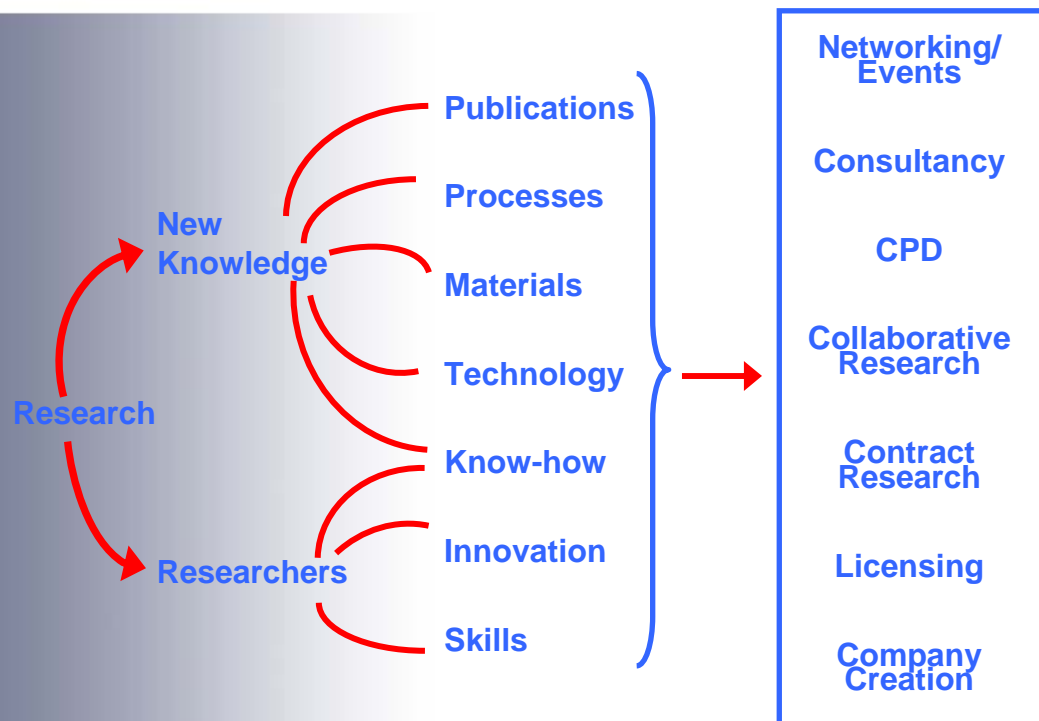 Research
New
Knowledge
Researchers
Publications
Processes
Materials
Technology
Know-how
Innovation
Skills
Networking/
Events
Consultancy
CPD
Collaborative
Research
Contract
Research
Licensing
Company
Creation